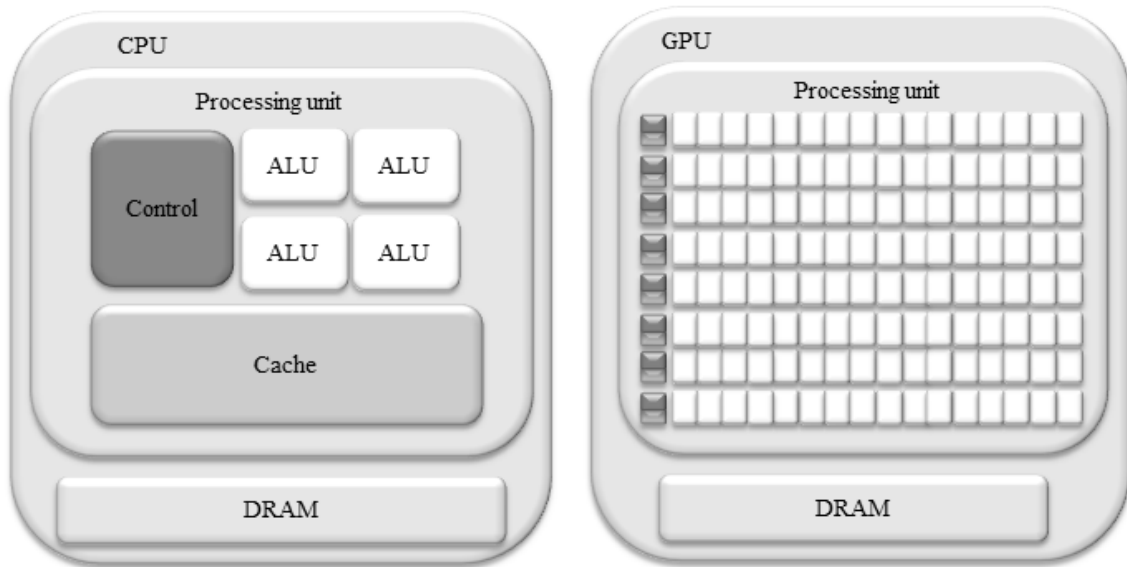 CPU
Processing unit
Control
ALU
ALU
ALU
ALU
Cache
DRAM
GPU
Processing unit
DRAM